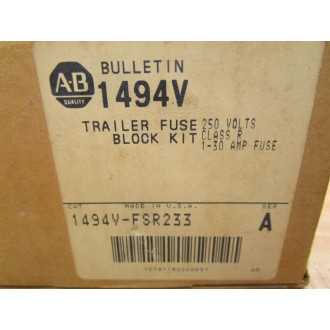 A-B
QUALITY
BULLETIN
1494V
TRAILER FUSE 250 VOLTS
BLOCK KIT CLASS R
1-30 AMP FUSE
CAT MADE IN U.S.A. SER
1494V-FSR233 A